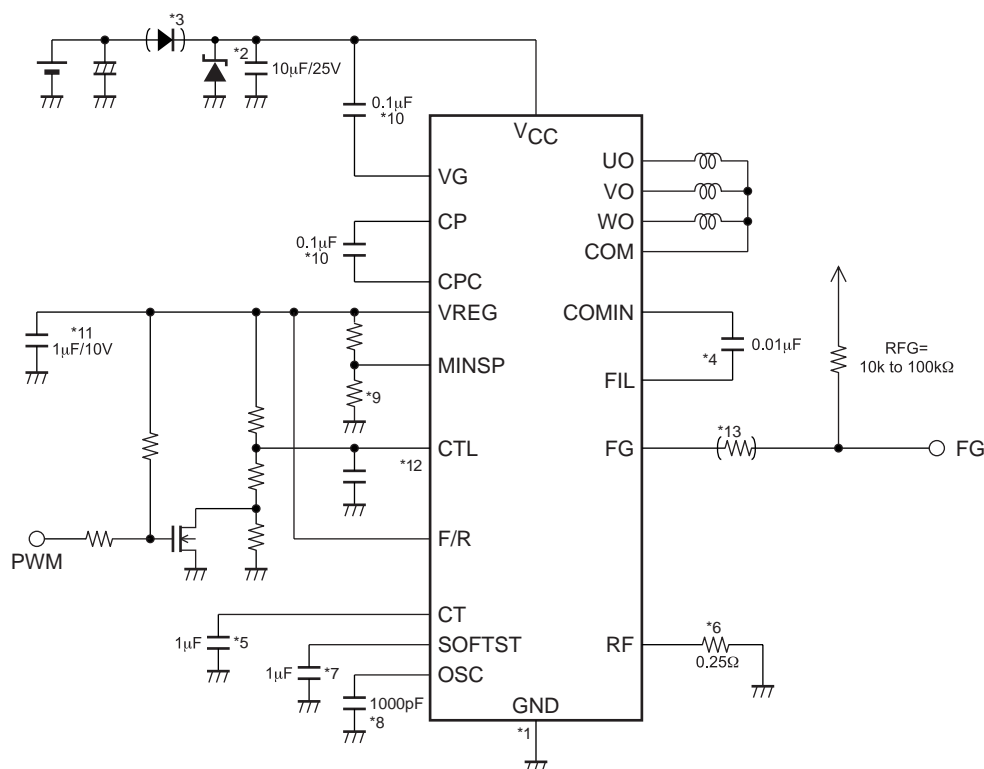 *3
*2
10μF/25V
0.1μF
*10
VCC
VG
UO
VO
WO
COM
CP
0.1μF
*10
CPC
VREG
COMIN
*11
1μF/10V
0.01μF
*4
RFG=
10k to 100kΩ
MINSP
FIL
*9
CTL
*12
FG
*13
FG
F/R
PWM
CT
1μF
*5
*6
SOFTST
RF
1μF
*7
0.25Ω
OSC
1000pF
*8
GND
*1